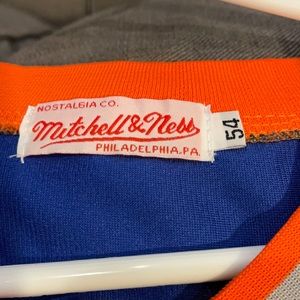 NOSTALGIA CO.
Mitchell & Ness
PHILADELPHIA, PA.
54